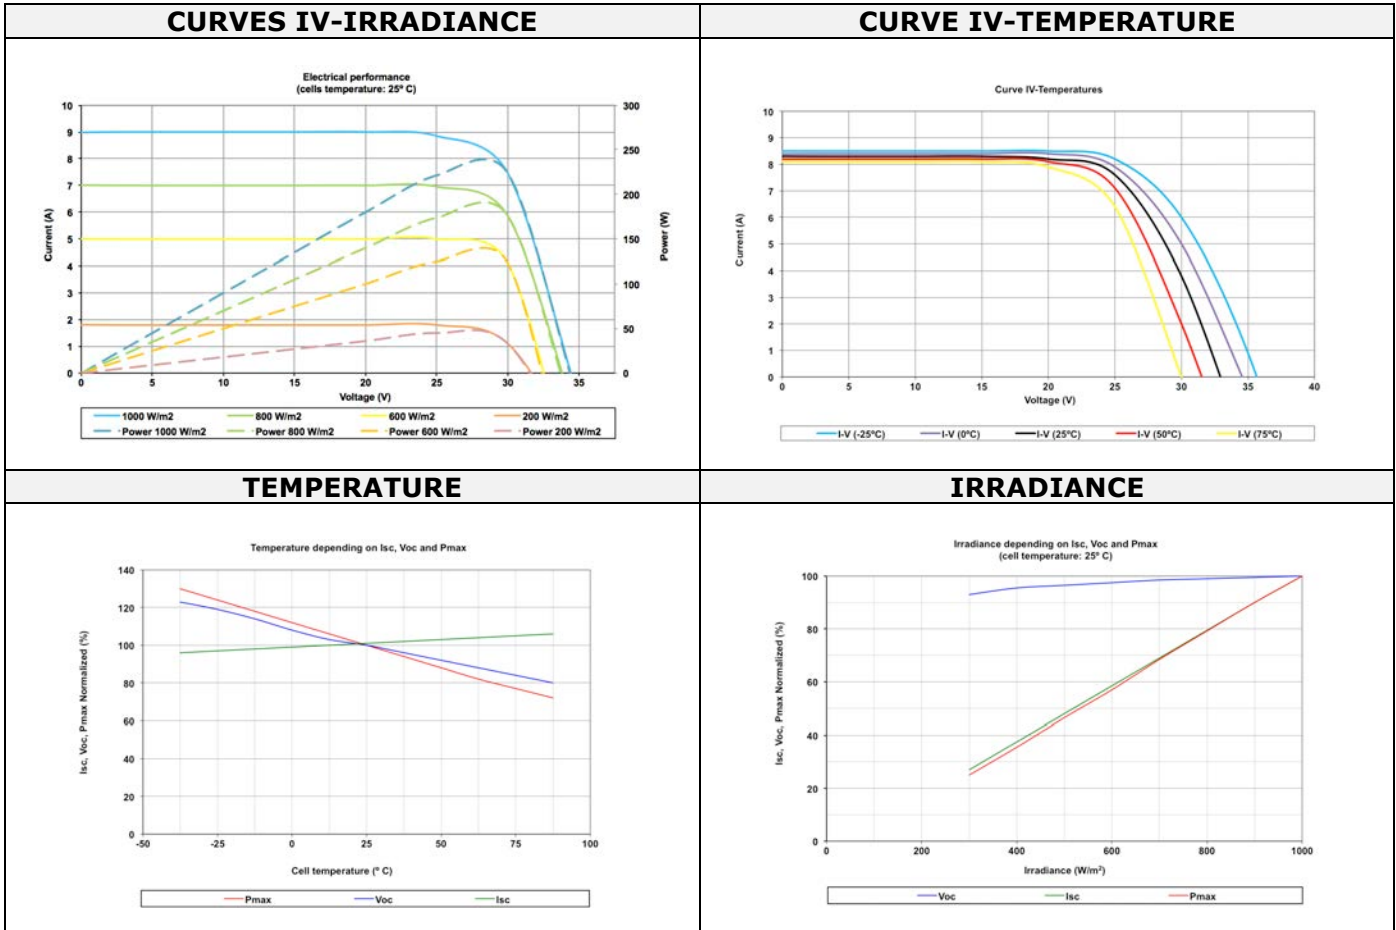 CURVES IV-IRRADIANCE
CURVE IV-TEMPERATURE
Electrical performance
(cells temperature: 25º C)
10
9
8
7
6
5
4
3
2
1
0
Current (A)
300
250
200
150
100
50
0
Power (W)
0 5 10 15 20 25 30 35
Voltage (V)
1000 W/m2 800 W/m2 600 W/m2 200 W/m2
Power 1000 W/m2 Power 800 W/m2 Power 600 W/m2 Power 200 W/m2
Curve IV-Temperatures
10
9
8
7
6
5
4
3
2
1
0
Current (A)
0 5 10 15 20 25 30 35 40
Voltage (V)
I-V (-25ºC) I-V (0ºC) I-V (25ºC) I-V (50ºC) I-V (75ºC)
TEMPERATURE
IRRADIANCE
Temperature depending on Isc, Voc and Pmax
140
120
100
80
60
40
20
0
Isc, Voc, Pmax Normalized (%)
-50 -25 0 25 50 75 100
Cell temperature (º C)
Pmax Voc Isc
Irradiance depending on Isc, Voc and Pmax
(cell temperature: 25º C)
100
80
60
40
20
0
Isc, Voc, Pmax Normalized (%)
0 200 400 600 800 1000
Irradiance (W/m²)
Voc Isc Pmax